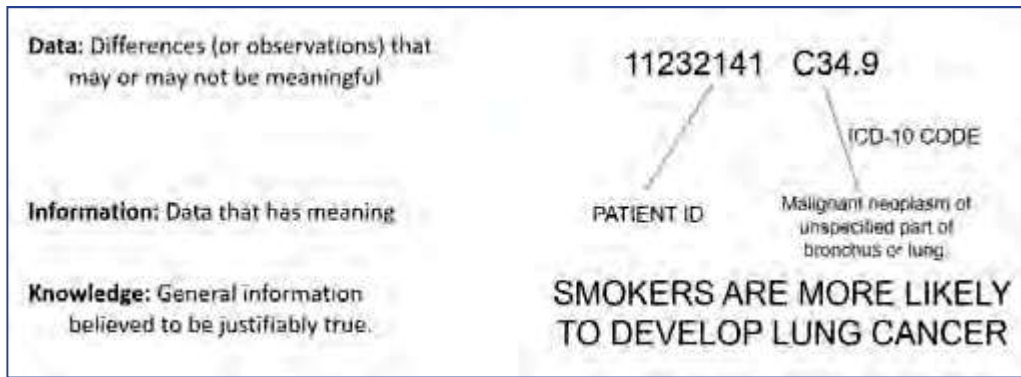 Data: Differences (or observations) that
may or may not be meaningful
11232141 C34.9
ICD-10 CODE
Information: Data that has meaning
PATIENT ID
Malignant neoplasm of
unspecified part of
bronchus or lung.
Knowledge: General information
believed to be justifiably true.
SMOKERS ARE MORE LIKELY
TO DEVELOP LUNG CANCER